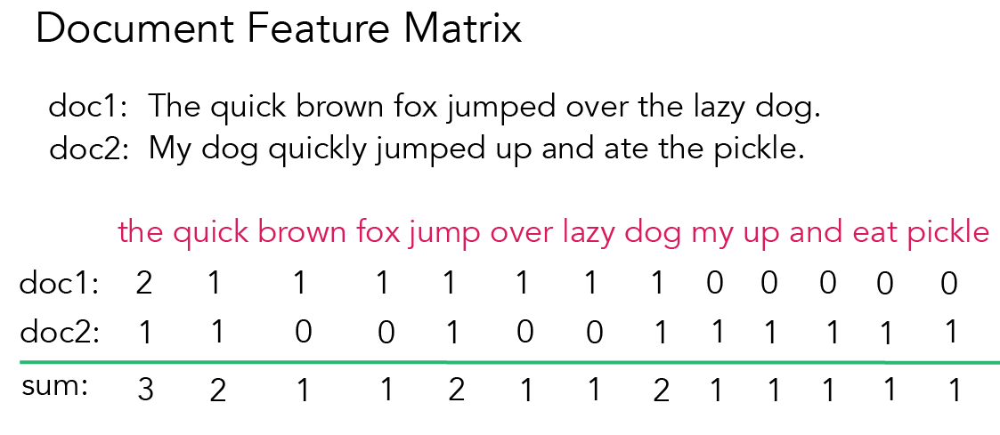 Document Feature Matrix
doc1: The quick brown fox jumped over the lazy dog.
doc2: My dog quickly jumped up and ate the pickle.
the quick brown fox jump over lazy dog my up and eat pickle
doc1: 2 1 1 1 1 1 1 1 0 0 0 0 0
doc2: 1 1 0 0 1 0 0 1 1 1 1 1 1
sum: 3 2 1 1 2 1 1 2 1 1 1 1 1